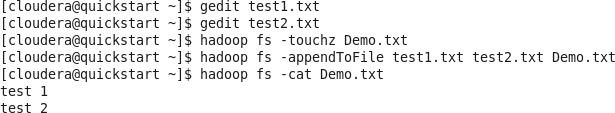 [cloudera@quickstart ~]$ gedit test1.txt
[cloudera@quickstart ~]$ gedit test2.txt
[cloudera@quickstart ~]$ hadoop fs -touchz Demo.txt
[cloudera@quickstart ~]$ hadoop fs -appendToFile test1.txt test2.txt Demo.txt
[cloudera@quickstart ~]$ hadoop fs -cat Demo.txt
test 1
test 2